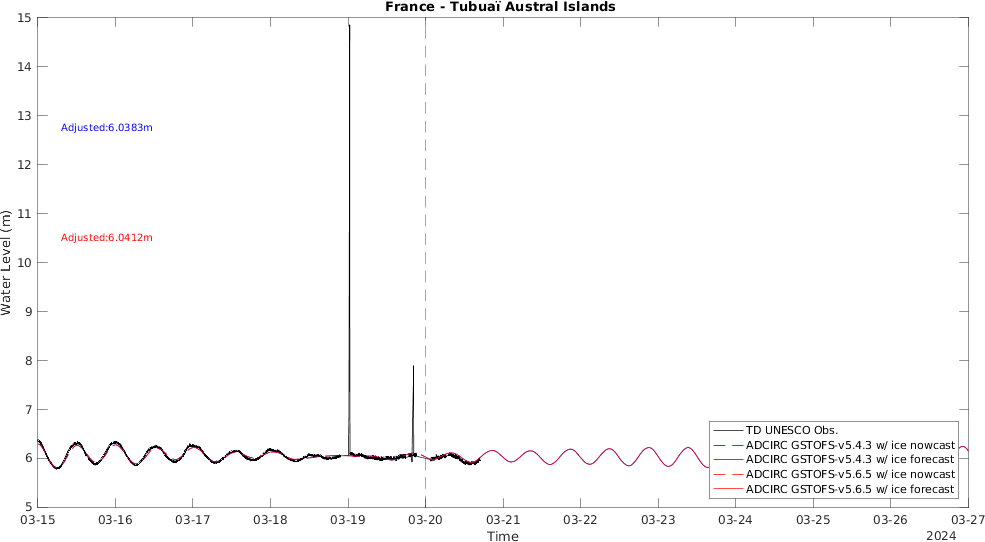 France - Tubuaï Austral Islands
Water Level (m)
15
14
13
12
11
10
9
8
7
6
5
Adjusted:6.0383m
Adjusted:6.0412m
TD UNESCO Obs.
ADCIRC GSTOFS-v5.4.3 w/ ice nowcast
ADCIRC GSTOFS-v5.4.3 w/ ice forecast
ADCIRC GSTOFS-v5.6.5 w/ ice nowcast
ADCIRC GSTOFS-v5.6.5 w/ ice forecast
03-15 03-16 03-17 03-18 03-19 03-20 03-21 03-22 03-23 03-24 03-25 03-26 03-27
Time
2024